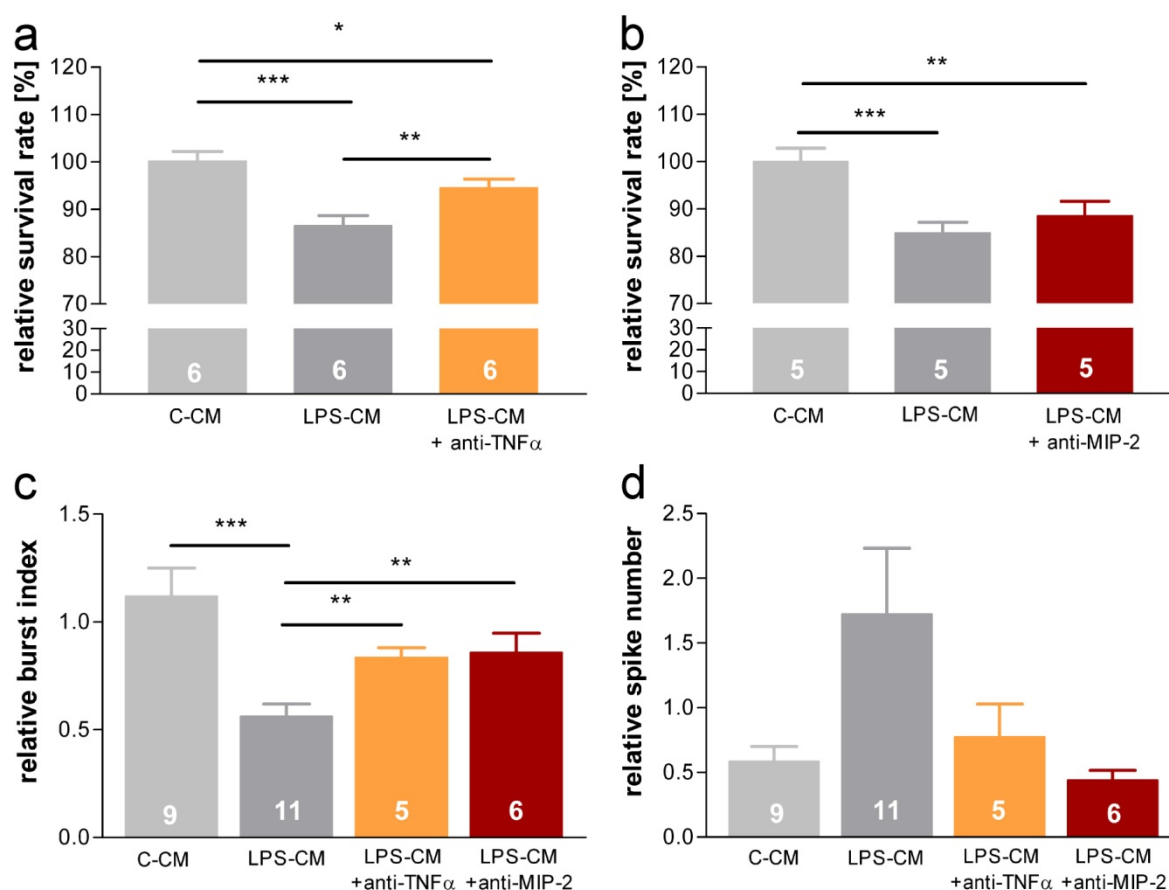 a
relative survival rate [%]
120
110
100
90
80
70
30
20
10
0
*
***
**
6
6
6
C-CM
LPS-CM
LPS-CM
+ anti-TNFα
b
relative survival rate [%]
120
110
100
90
80
70
30
20
10
0
**
***
5
5
5
C-CM
LPS-CM
LPS-CM
+ anti-MIP-2
c
relative burst index
1.5
1.0
0.5
0.0
***
**
**
9
11
5
6
C-CM
LPS-CM
LPS-CM
+anti-TNFα
LPS-CM
+anti-MIP-2
d
relative spike number
2.5
2.0
1.5
1.0
0.5
0.0
9
11
5
6
C-CM
LPS-CM
LPS-CM
+anti-TNFα
LPS-CM
+anti-MIP-2